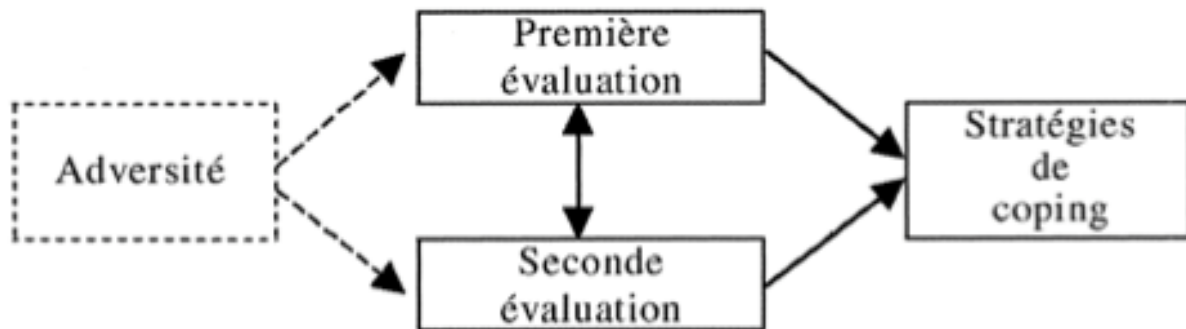 Première
évaluation
Adversité
Stratégies
de
coping
Seconde
évaluation